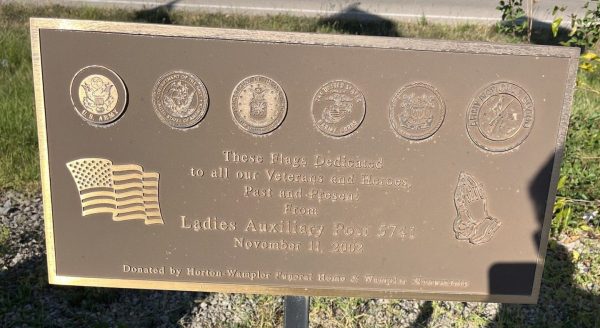 U.S. ARMY
These Flags Dedicated
to all our Veterans and Heroes,
Past and Present
From
Ladies Auxiliary Post 5741
November 11, 2002
Donated by Horton-Wampler Funeral Home & Wampler Monuments